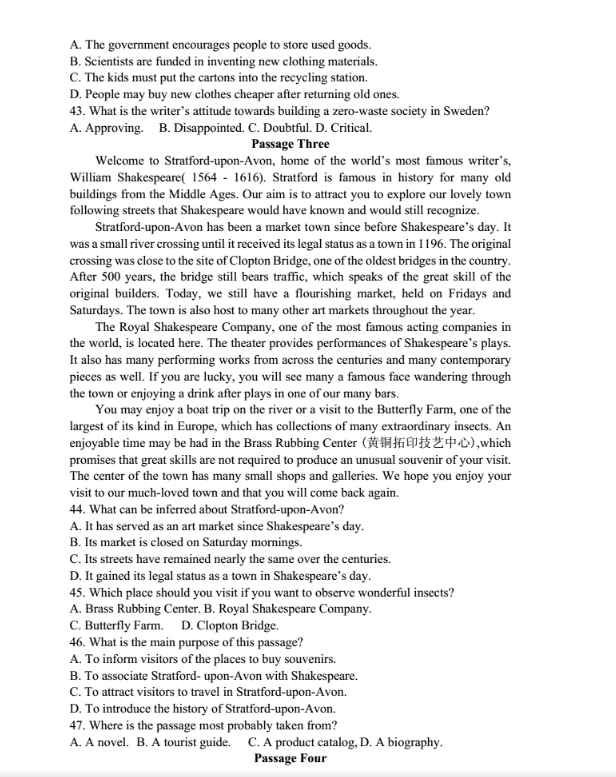 A. The government encourages people to store used goods.
B. Scientists are funded in inventing new clothing materials.
C. The kids must put the cartons into the recycling station.
D. People may buy new clothes cheaper after returning old ones.
43. What is the writer's attitude towards building a zero-waste society in Sweden?
A. Approving. B. Disappointed. C. Doubtful. D. Critical.
Passage Three
Welcome to Stratford-upon-Avon, home of the world's most famous writer's,
William Shakespeare( 1564 - 1616). Stratford is famous in history for many old
buildings from the Middle Ages. Our aim is to attract you to explore our lovely town
following streets that Shakespeare would have known and would still recognize.
Stratford-upon-Avon has been a market town since before Shakespeare's day. It
was a small river crossing until it received its legal status as a town in 1196. The original
crossing was close to the site of Clopton Bridge, one of the oldest bridges in the country.
After 500 years, the bridge still bears traffic, which speaks of the great skill of the
original builders. Today, we still have a flourishing market, held on Fridays and
Saturdays. The town is also host to many other art markets throughout the year.
The Royal Shakespeare Company, one of the most famous acting companies in
the world, is located here. The theater provides performances of Shakespeare's plays.
It also has many performing works from across the centuries and many contemporary
pieces as well. If you are lucky, you will see many a famous face wandering through
the town or enjoying a drink after plays in one of our many bars.
You may enjoy a boat trip on the river or a visit to the Butterfly Farm, one of the
largest of its kind in Europe, which has collections of many extraordinary insects. An
enjoyable time may be had in the Brass Rubbing Center (黄铜拓印技艺中心),which
promises that great skills are not required to produce an unusual souvenir of your visit.
The center of the town has many small shops and galleries. We hope you enjoy your
visit to our much-loved town and that you will come back again.
44. What can be inferred about Stratford-upon-Avon?
A. It has served as an art market since Shakespeare's day.
B. Its market is closed on Saturday mornings.
C. Its streets have remained nearly the same over the centuries.
D. It gained its legal status as a town in Shakespeare's day.
45. Which place should you visit if you want to observe wonderful insects?
A. Brass Rubbing Center. B. Royal Shakespeare Company.
C. Butterfly Farm. D. Clopton Bridge.
46. What is the main purpose of this passage?
A. To inform visitors of the places to buy souvenirs.
B. To associate Stratford- upon-Avon with Shakespeare.
C. To attract visitors to travel in Stratford-upon-Avon.
D. To introduce the history of Stratford-upon-Avon.
47. Where is the passage most probably taken from?
A. A novel. B. A tourist guide. C. A product catalog, D. A biography.
Passage Four